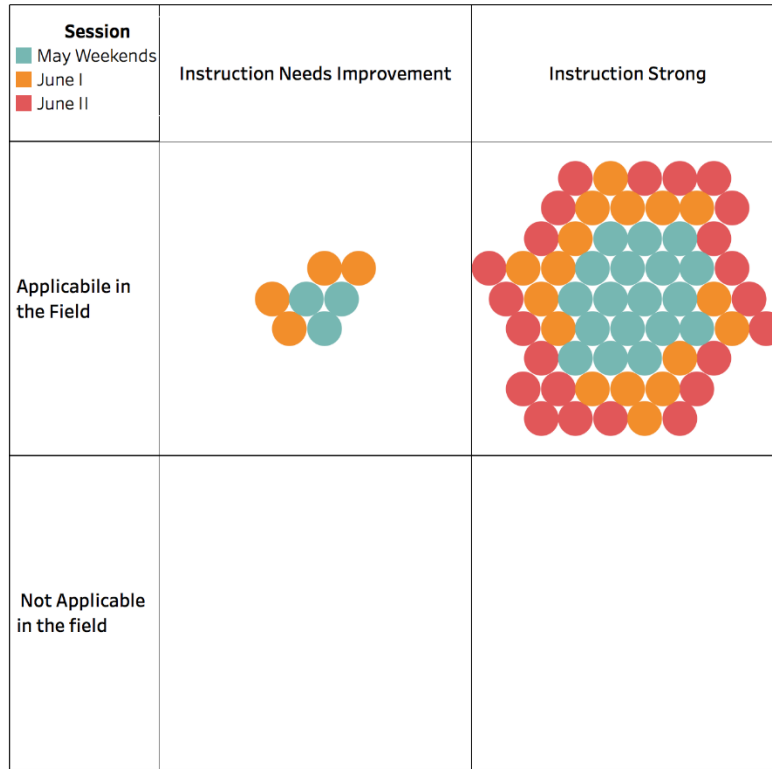 Session
May Weekends
June I
June II
Instruction Needs Improvement
Instruction Strong
Applicabile in
the Field
Not Applicable
in the field